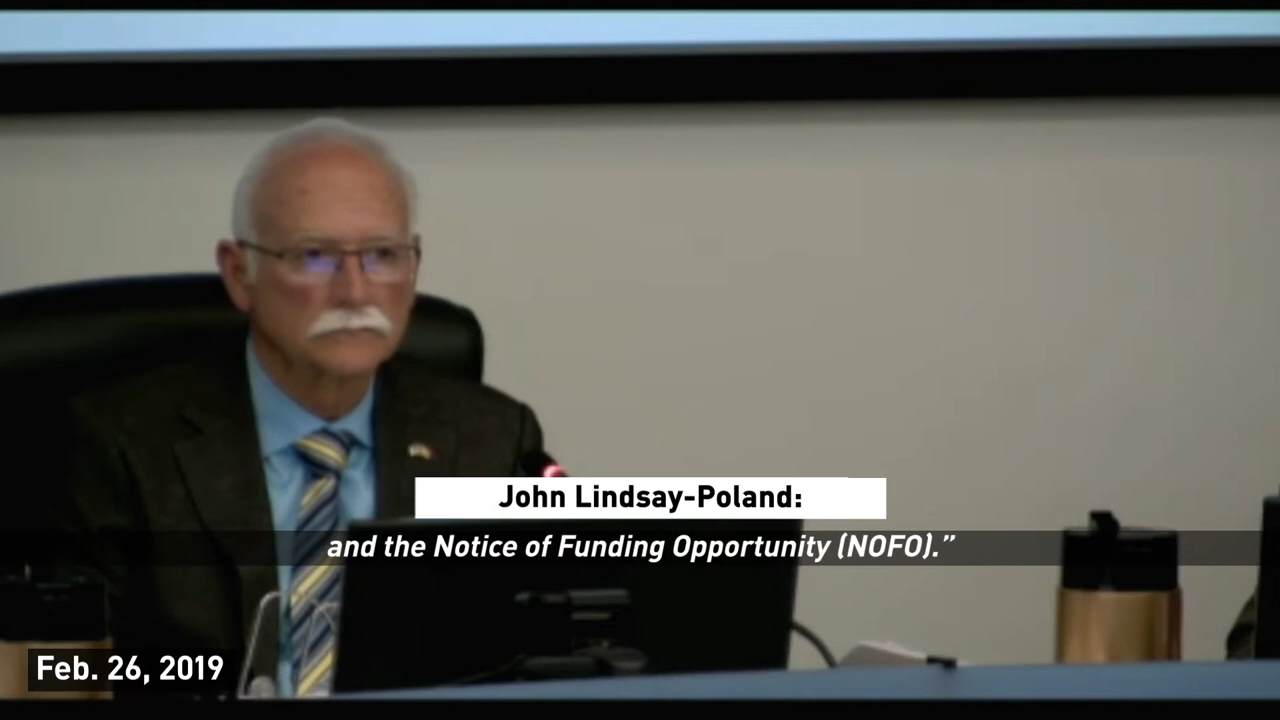 John Lindsay-Poland:
and the Notice of Funding Opportunity (NOFO).”
Feb. 26, 2019